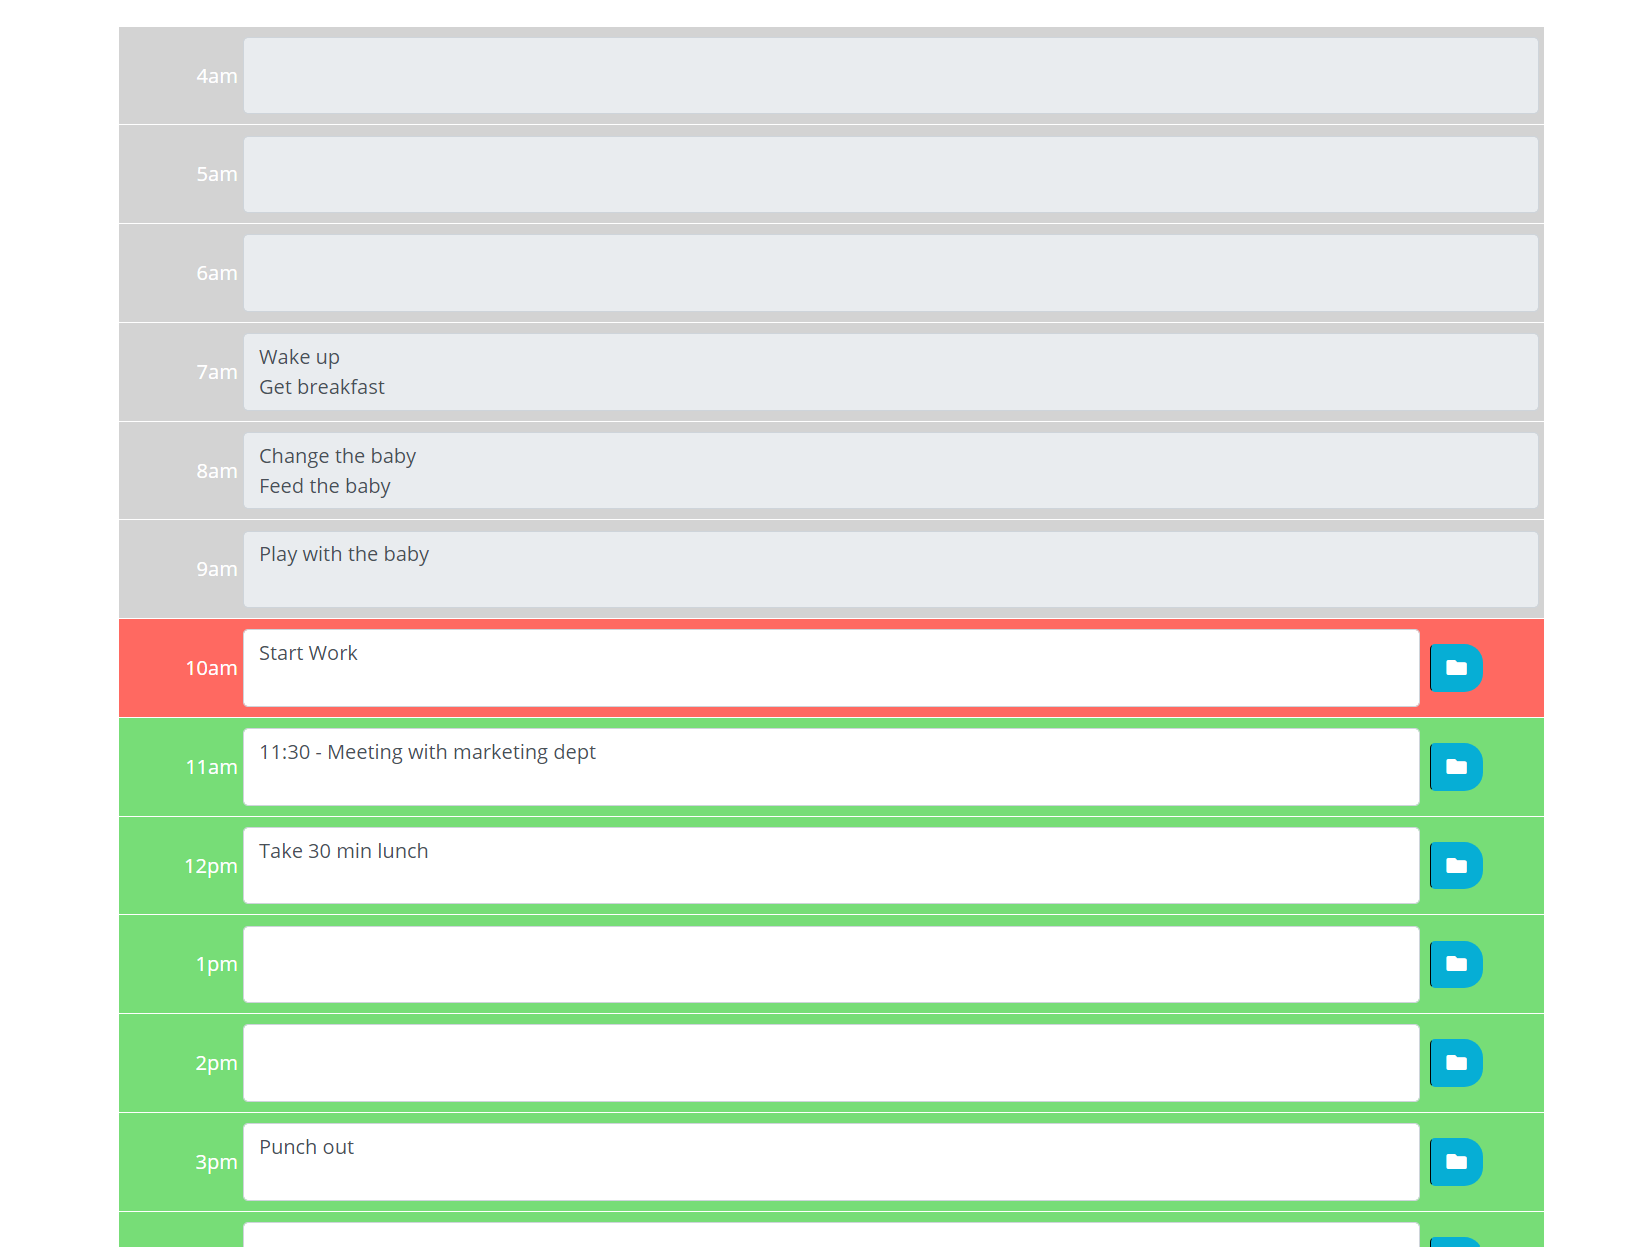 4am
5am
6am
7am
Wake up
Get breakfast
8am
Change the baby
Feed the baby
9am
Play with the baby
10am
Start Work
11am
11:30 - Meeting with marketing dept
12pm
Take 30 min lunch
1pm
2pm
3pm
Punch out